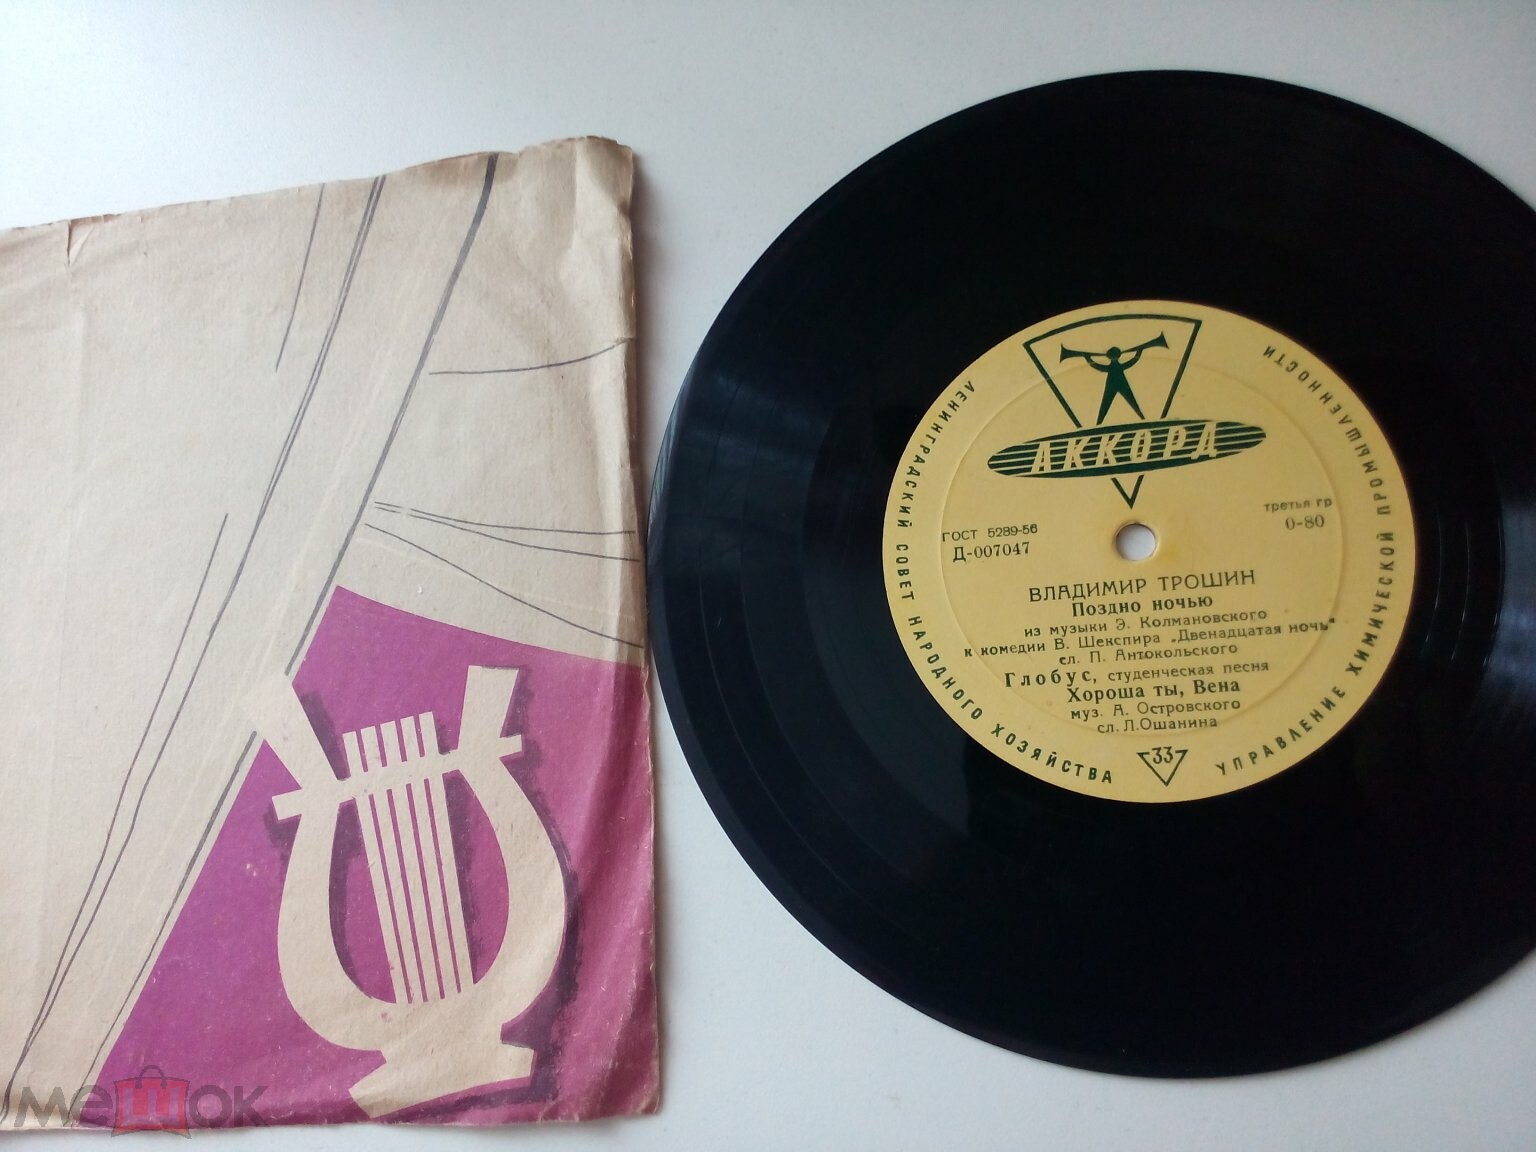 АККОРД
ЛЕНИНГРАДСКИЙ СОВЕТ НАРОДНОГО ХОЗЯЙСТВА
УПРАВЛЕНИЕ ХИМИЧЕСКОЙ ПРОМЫШЛЕННОСТИ
ГОСТ 5289-56
Д-007047
третья гр
0-80
ВЛАДИМИР ТРОШИН
Поздно ночью
из музыки Э. Колмановского
к комедии В. Шекспира „Двенадцатая ночь"
сл. П. Антокольского
Глобус, студенческая песня
Хороша ты, Вена
муз. А. Островского
сл. Л. Ошанина
33
мешок